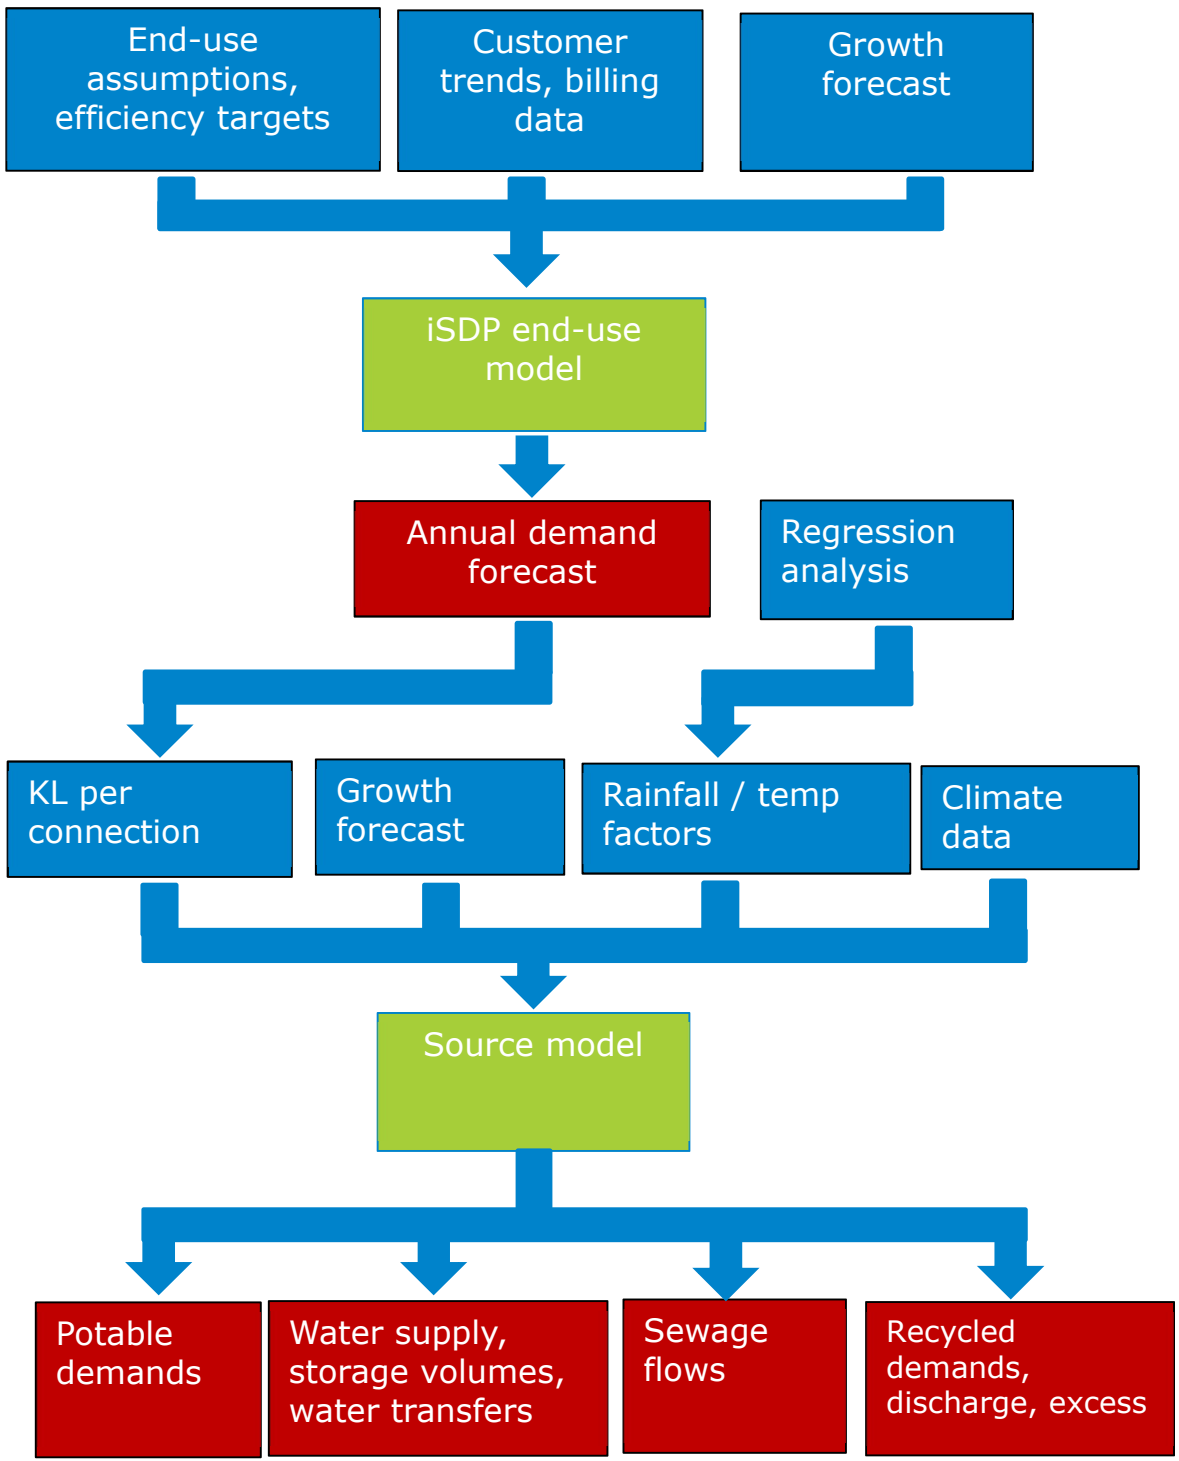 End-use
assumptions,
efficiency targets
Customer
trends, billing
data
Growth
forecast
iSDP end-use
model
Annual demand
forecast
Regression
analysis
KL per
connection
Growth
forecast
Rainfall / temp
factors
Climate
data
Source model
Potable
demands
Water supply,
storage volumes,
water transfers
Sewage
flows
Recycled
demands,
discharge, excess